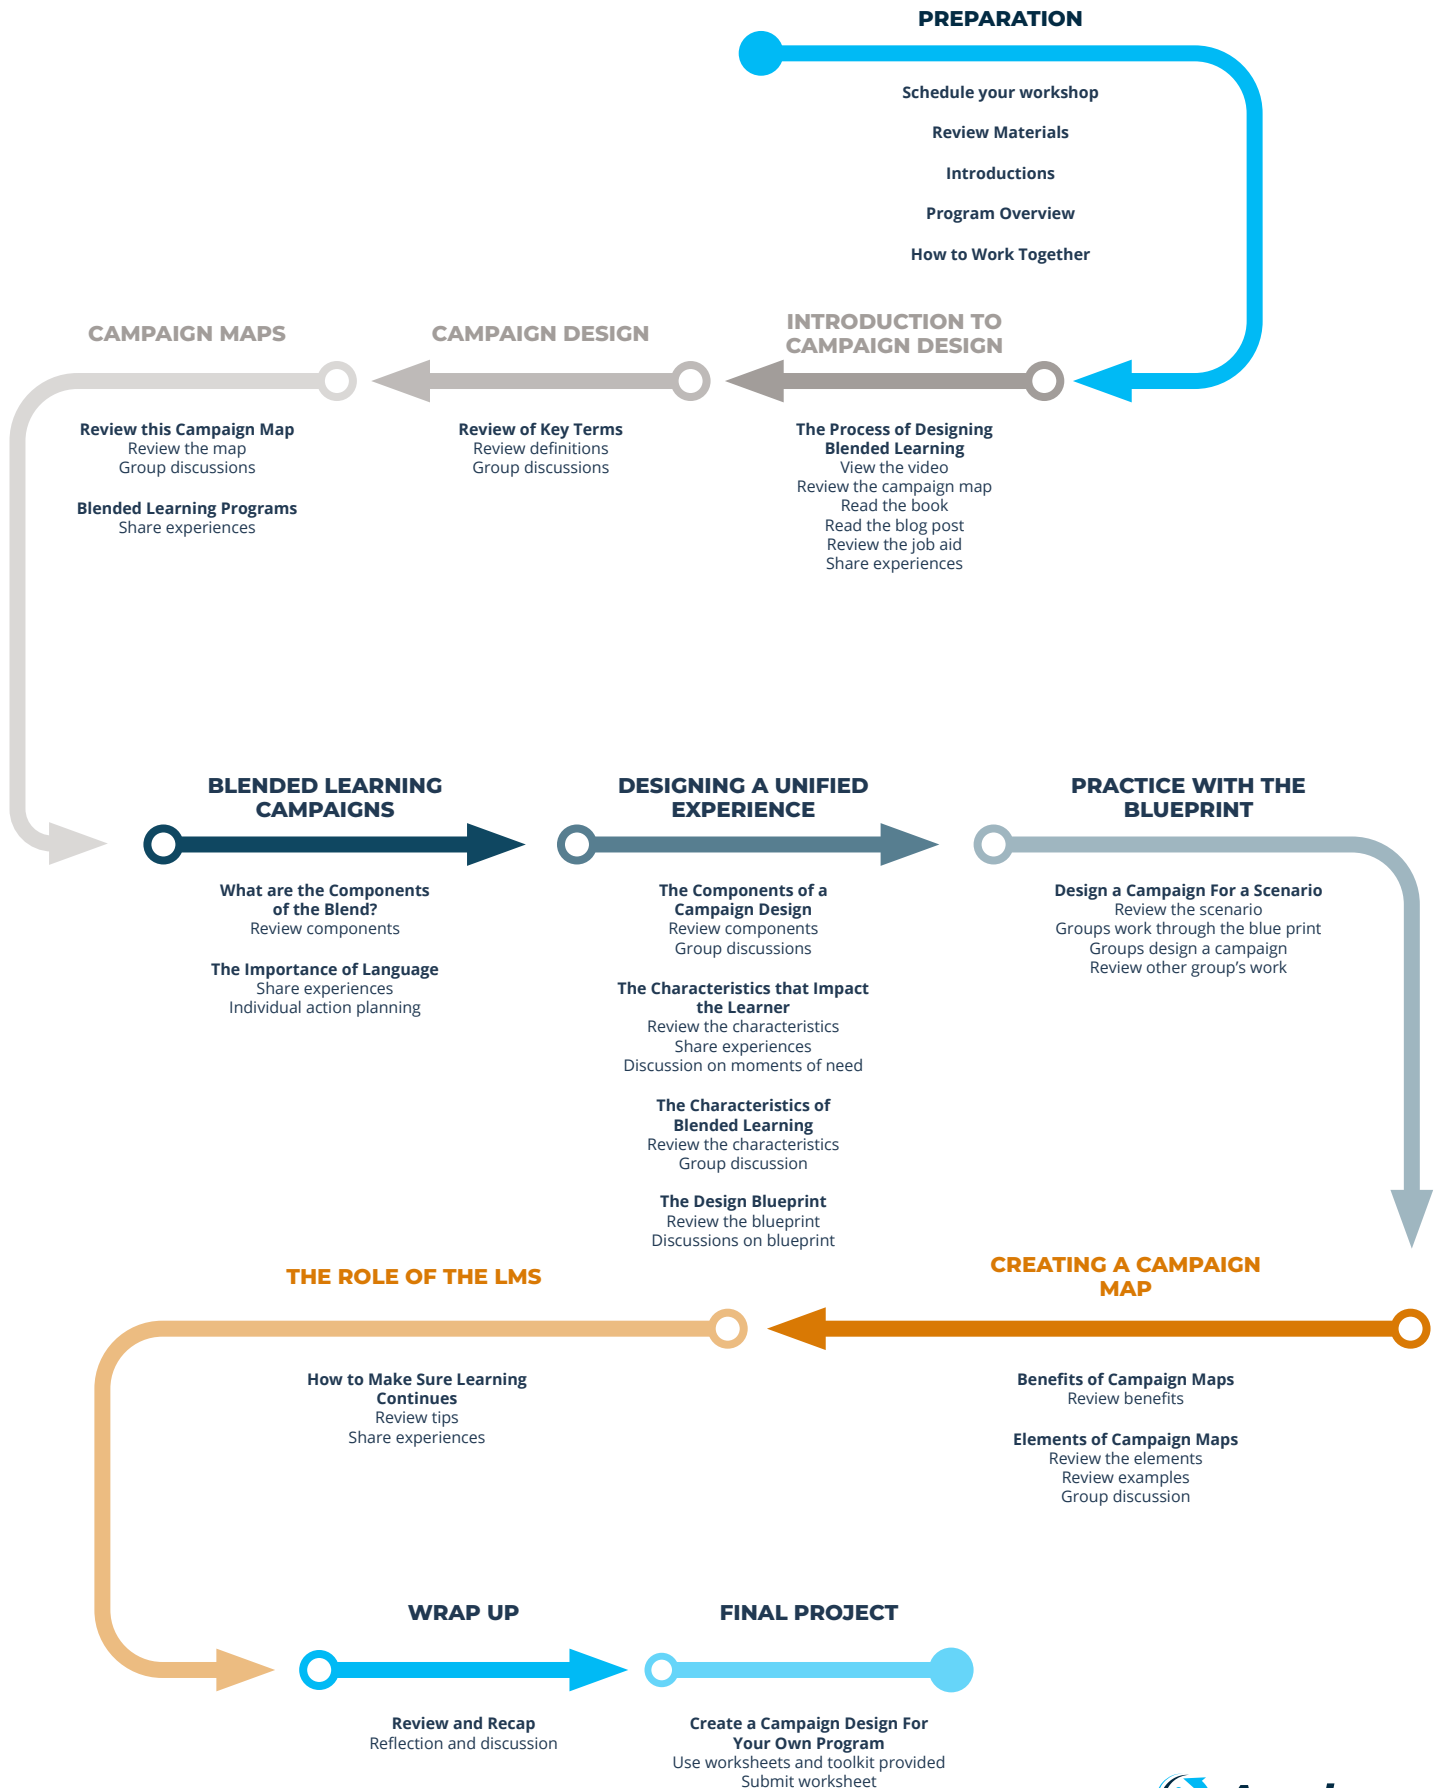 PREPARATION
Schedule your workshop
Review Materials
Introductions
Program Overview
How to Work Together
INTRODUCTION TO
CAMPAIGN DESIGN
The Process of Designing
Blended Learning
View the video
Review the campaign map
Read the book
Read the blog post
Review the job aid
Share experiences
CAMPAIGN DESIGN
Review of Key Terms
Review definitions
Group discussions
CAMPAIGN MAPS
Review this Campaign Map
Review the map
Group discussions
Blended Learning Programs
Share experiences
BLENDED LEARNING
CAMPAIGNS
What are the Components
of the Blend?
Review components
The Importance of Language
Share experiences
Individual action planning
DESIGNING A UNIFIED
EXPERIENCE
The Components of a
Campaign Design
Review components
Group discussions
The Characteristics that Impact
the Learner
Review the characteristics
Share experiences
Discussion on moments of need
The Characteristics of
Blended Learning
Review the characteristics
Group discussion
The Design Blueprint
Review the blueprint
Discussions on blueprint
PRACTICE WITH THE
BLUEPRINT
Design a Campaign For a Scenario
Review the scenario
Groups work through the blue print
Groups design a campaign
Review other group's work
CREATING A CAMPAIGN
MAP
Benefits of Campaign Maps
Review benefits
Elements of Campaign Maps
Review the elements
Review examples
Group discussion
THE ROLE OF THE LMS
How to Make Sure Learning
Continues
Review tips
Share experiences
WRAP UP
Review and Recap
Reflection and discussion
FINAL PROJECT
Create a Campaign Design For
Your Own Program
Use worksheets and toolkit provided
Submit worksheet